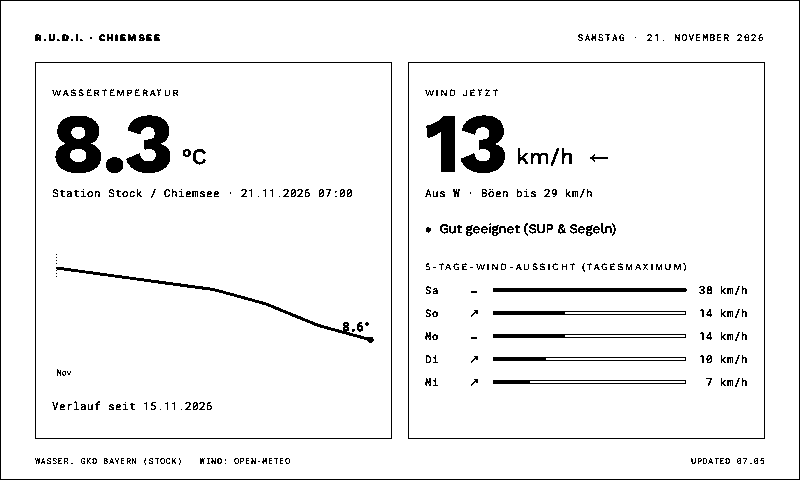 R.U.D.I. · CHIEMSEE
SAMSTAG · 21. NOVEMBER 2026
WASSERTEMPERATUR
8.3 °C
Station Stock / Chiemsee · 21.11.2026 07:00
8.6°
Nov
Verlauf seit 15.11.2026
WIND JETZT
13 km/h ←
Aus W · Böen bis 29 km/h
• Gut geeignet (SUP & Segeln)
5-TAGE-WIND-AUSSICHT (TAGESMAXIMUM)
Sa → 38 km/h
So ↗ 14 km/h
Mo → 14 km/h
Di ↗ 10 km/h
Mi ↗ 7 km/h
WASSER: GKD BAYERN (STOCK) WIND: OPEN-METEO
UPDATED 07:05